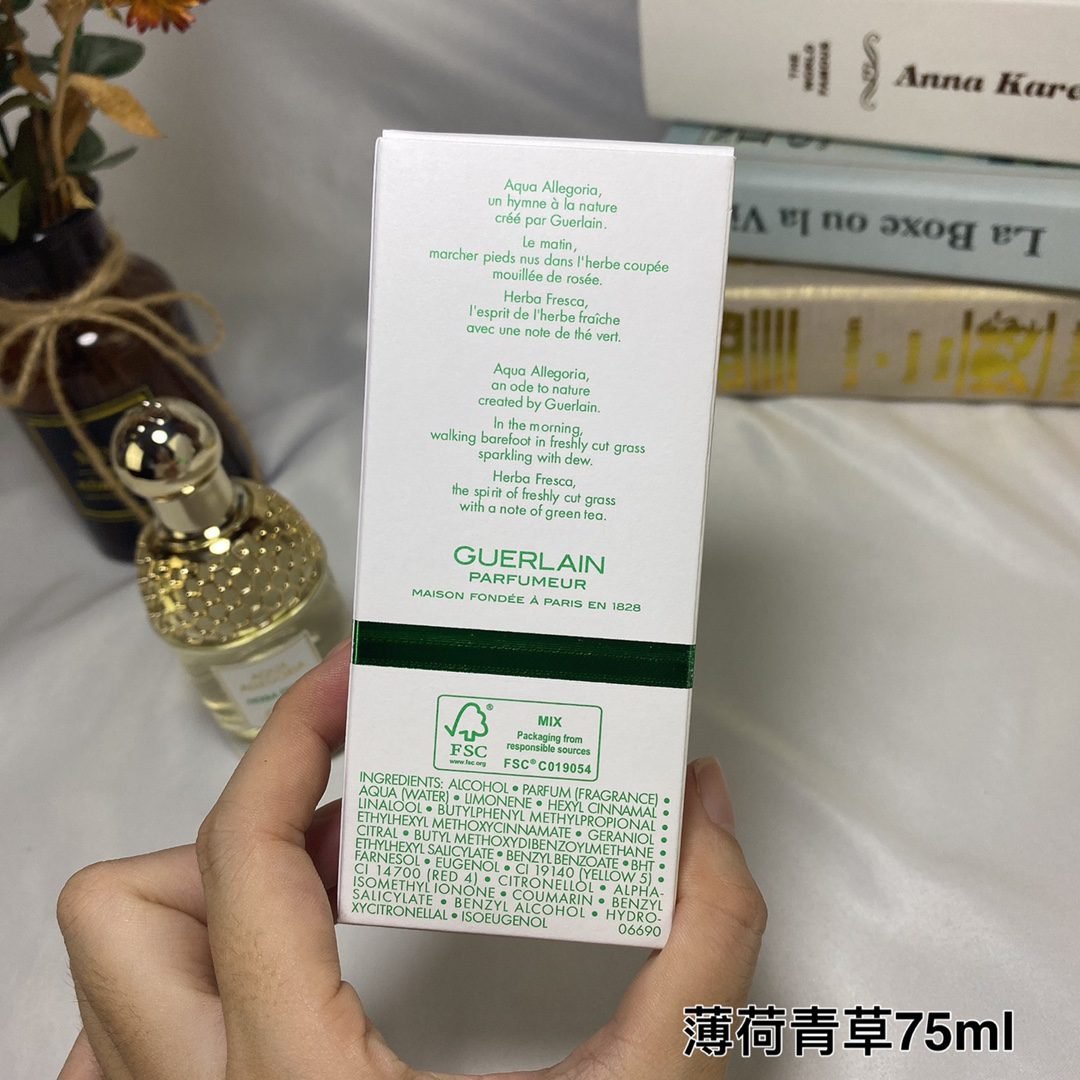 THE
WORLD
FAMOUS
Anna Kare
La Boxe ou la Vi
Aqua Allegoria,
un hymne à la nature
créé par Guerlain.
Le matin,
marcher pieds nus dans l'herbe coupée
mouillée de rosée.
Herba Fresca,
l'esprit de l'herbe fraîche
avec une note de thé vert.
Aqua Allegoria,
an ode to nature
created by Guerlain.
In the morning,
walking barefoot in freshly cut grass
sparkling with dew.
Herba Fresca,
the spirit of freshly cut grass
with a note of green tea.
GUERLAIN
PARFUMEUR
MAISON FONDÉE À PARIS EN 1828
FSC®
www.fsc.org
MIX
Packaging from
responsible sources
FSC® C019054
INGREDIENTS: ALCOHOL • PARFUM (FRAGRANCE) •
AQUA (WATER) • LIMONENE • HEXYL CINNAMAL •
LINALOOL • BUTYLPHENYL METHYLPROPIONAL •
ETHYLHEXYL METHOXYCINNAMATE • GERANIOL •
CITRAL • BUTYL METHOXYDIBENZOYLMETHANE •
ETHYLHEXYL SALICYLATE • BENZYL BENZOATE • BHT •
FARNESOL • EUGENOL • CI 19140 (YELLOW 5) •
CI 14700 (RED 4) • CITRONELLOL • ALPHA-
ISOMETHYL IONONE • COUMARIN • BENZYL
SALICYLATE • BENZYL ALCOHOL • HYDRO-
XYCITRONELLAL • ISOEUGENOL
06690
薄荷青草75ml